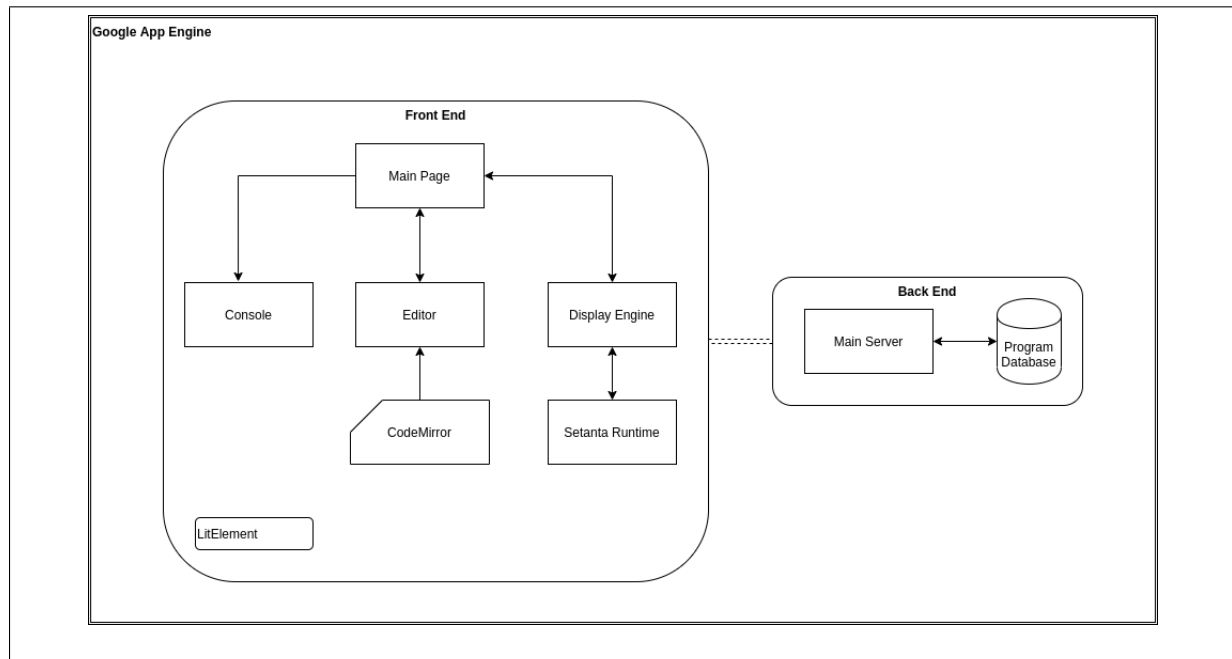 Google App Engine
Front End
Main Page
Console
Editor
Display Engine
CodeMirror
Setanta Runtime
LitElement
Back End
Main Server
Program
Database